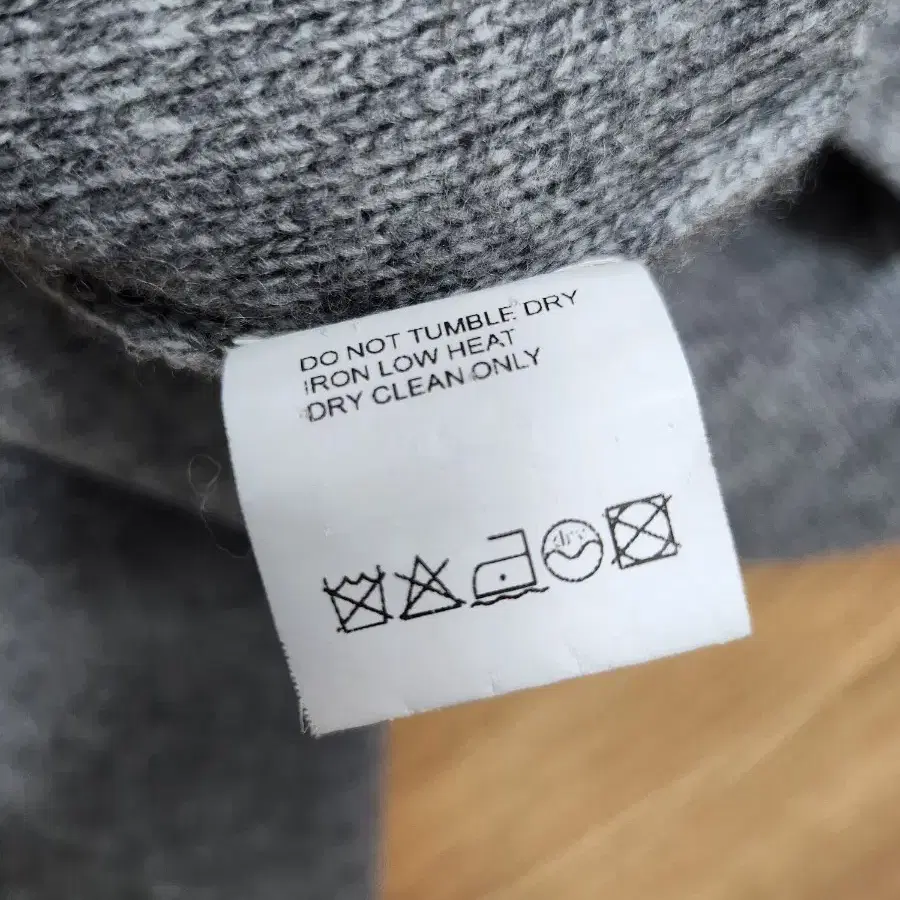 DO NOT TUMBLE DRY
IRON LOW HEAT
DRY CLEAN ONLY